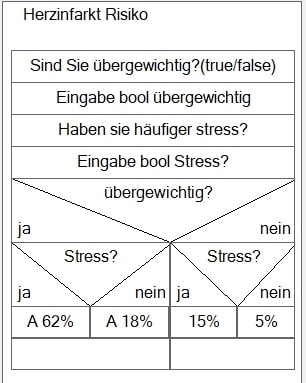 Herzinfarkt Risiko
Sind Sie übergewichtig?(true/false)
Eingabe bool übergewichtig
Haben sie häufiger stress?
Eingabe bool Stress?
übergewichtig?
ja nein
Stress? Stress?
ja nein ja nein
A 62% A 18% 15% 5%